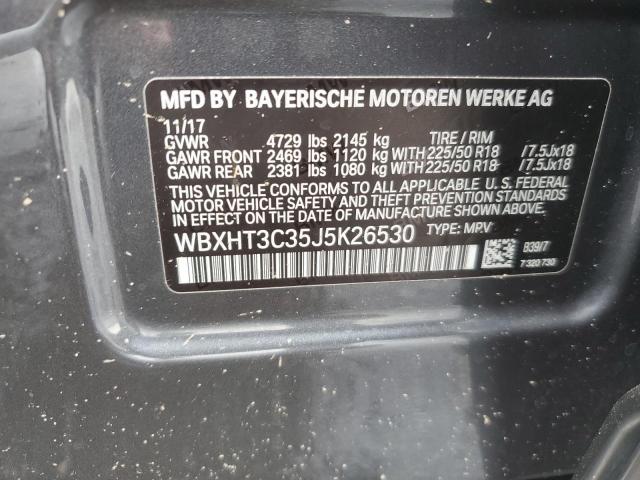 MFD BY BAYERISCHE MOTOREN WERKE AG
11/17
GVWR 4729 lbs 2145 kg TIRE / RIM
GAWR FRONT 2469 lbs 1120 kg WITH 225/50 R18 /7.5Jx18
GAWR REAR 2381 lbs 1080 kg WITH 225/50 R18 /7.5Jx18
THIS VEHICLE CONFORMS TO ALL APPLICABLE U. S. FEDERAL
MOTOR VEHICLE SAFETY AND THEFT PREVENTION STANDARDS
IN EFFECT ON THE DATE OF MANUFACTURE SHOWN ABOVE.
WBXHT3C35J5K26530 TYPE: MPV
B39/7
7 320 730